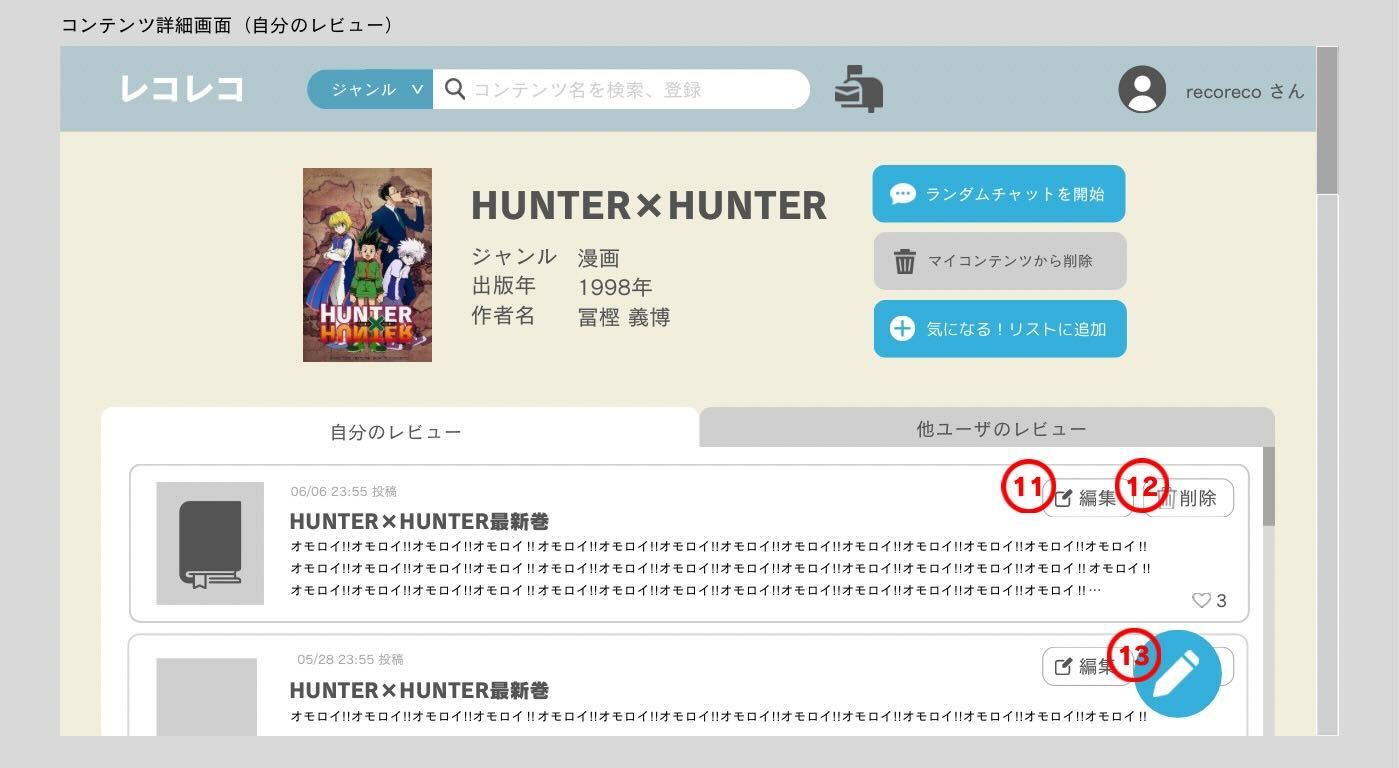 コンテンツ詳細画面（自分のレビュー）
レコレコ
ジャンル
コンテンツ名を検索、登録
recoreco さん
HUNTER×HUNTER
ランダムチャットを開始
ジャンル 漫画
出版年 1998年
作者名 冨樫 義博
マイコンテンツから削除
気になる！リストに追加
HUNTER
HUNTER
自分のレビュー
他ユーザのレビュー
06/06 23:55 投稿
11
編集
12
削除
HUNTER×HUNTER最新巻
オモロイ!!オモロイ!!オモロイ!!オモロイ!!オモロイ!!オモロイ!!オモロイ!!オモロイ!!オモロイ!!オモロイ!!オモロイ!!オモロイ!!オモロイ!!オモロイ!!
オモロイ!!オモロイ!!オモロイ!!オモロイ!!オモロイ!!オモロイ!!オモロイ!!オモロイ!!オモロイ!!オモロイ!!オモロイ!!オモロイ!!オモロイ!!オモロイ!!
オモロイ!!オモロイ!!オモロイ!!オモロイ!!オモロイ!!オモロイ!!オモロイ!!オモロイ!!オモロイ!!オモロイ!!オモロイ!!オモロイ!!オモロイ!!…
3
05/28 23:55 投稿
編集
13
HUNTER×HUNTER最新巻
オモロイ!!オモロイ!!オモロイ!!オモロイ!!オモロイ!!オモロイ!!オモロイ!!オモロイ!!オモロイ!!オモロイ!!オモロイ!!オモロイ!!オモロイ!!オモロイ!!